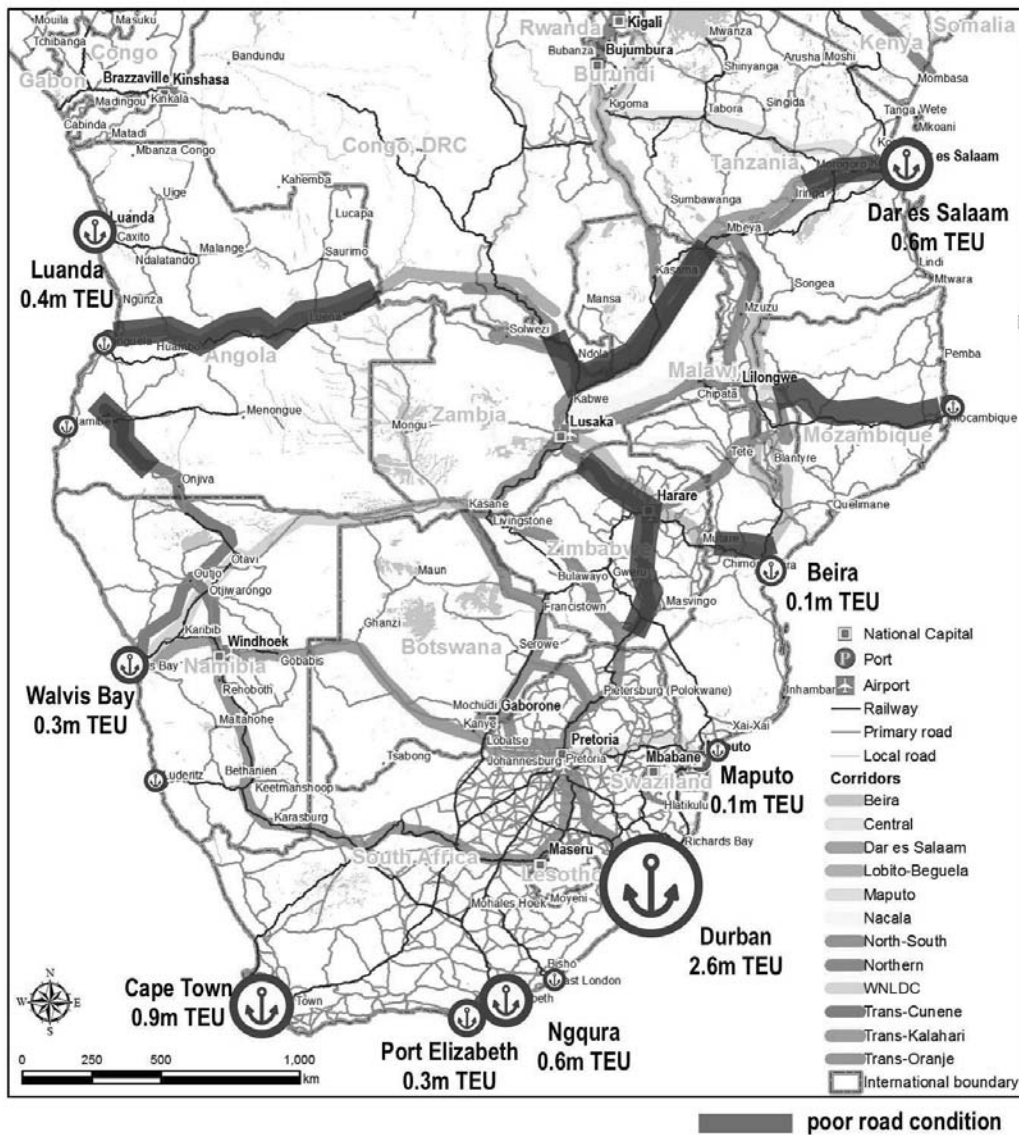 Mouila
Masuku
Tchibanga
Congo
Gabon
Brazzaville
Kinshasa
Madingou
Kinkala
Cabinda
Matadi
Mbanza Congo
Bandundu
Congo, DRC
Rwanda
Kigali
Bubanza
Bujumbura
Burundi
Mwanza
Shinyanga
Arusha
Moshi
Kenya
Somalia
Mombasa
Kigoma
Tabora
Singida
Tanga
Wete
Mkoani
Tanzania
Morogoro
es Salaam
Iringa
Sumbawanga
Mbeya
Dar es Salaam
0.6m TEU
Lindi
Mtwara
Kahemba
Uige
Lucapa
Luanda
Caxito
Malange
Ndalatando
Saurimo
Luanda
0.4m TEU
Ngunza
Huambo
Angola
Menongue
Onjiva
Kasama
Mansa
Solwezi
Ndola
Kabwe
Zambia
Mongu
Lusaka
Mzuzu
Songea
Malawi
Lilongwe
Chipata
Pemba
Mocambique
Mozambique
Tete
Blantyre
Quelimane
Harare
Kasane
Livingstone
Zimbabwe
Mutare
Bulawayo
Gweru
Masvingo
Beira
0.1m TEU
Otavi
Outjo
Otjiwarongo
Maun
Ghanzi
Francistown
Botswana
Serowe
Karibib
Windhoek
Gobabis
Namibia
s Bay
Walvis Bay
0.3m TEU
Rehoboth
Maltahohe
Mochudi
Gaborone
Kanye
Lobatse
Pietersburg (Polokwane)
Inhamban
Xai-Xai
Tsabong
Johannesburg
Pretoria
Pretoria
Mbabane
uto
Maputo
0.1m TEU
Swaziland
Hlatikulu
Luderitz
Bethanien
Keetmanshoop
Karasburg
South Africa
Maseru
Lesotho
Mohales Hoek
Moyeni
Richards Bay
Durban
2.6m TEU
Bisho
ast London
Cape Town
0.9m TEU
Town
Port Elizabeth
0.3m TEU
beth
Ngqura
0.6m TEU
N
W E
S
0 250 500 1,000
km
National Capital
P Port
Airport
Railway
Primary road
Local road
Corridors
Beira
Central
Dar es Salaam
Lobito-Beguela
Maputo
Nacala
North-South
Northern
WNLDC
Trans-Cunene
Trans-Kalahari
Trans-Oranje
International boundary
poor road condition